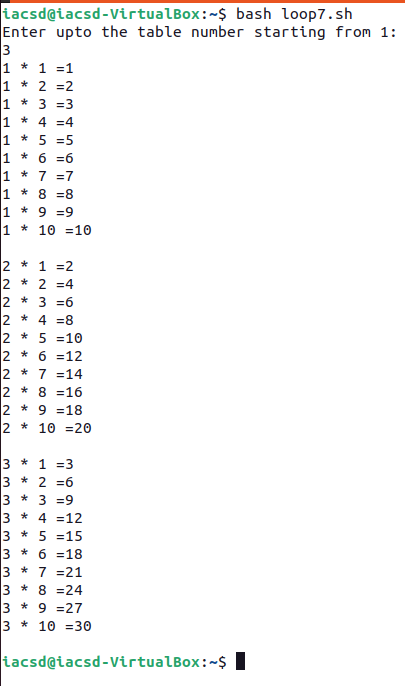 iacsd@iacsd-VirtualBox:~$ bash loop7.sh
Enter upto the table number starting from 1:
3
1 * 1 =1
1 * 2 =2
1 * 3 =3
1 * 4 =4
1 * 5 =5
1 * 6 =6
1 * 7 =7
1 * 8 =8
1 * 9 =9
1 * 10 =10
2 * 1 =2
2 * 2 =4
2 * 3 =6
2 * 4 =8
2 * 5 =10
2 * 6 =12
2 * 7 =14
2 * 8 =16
2 * 9 =18
2 * 10 =20
3 * 1 =3
3 * 2 =6
3 * 3 =9
3 * 4 =12
3 * 5 =15
3 * 6 =18
3 * 7 =21
3 * 8 =24
3 * 9 =27
3 * 10 =30
iacsd@iacsd-VirtualBox:~$